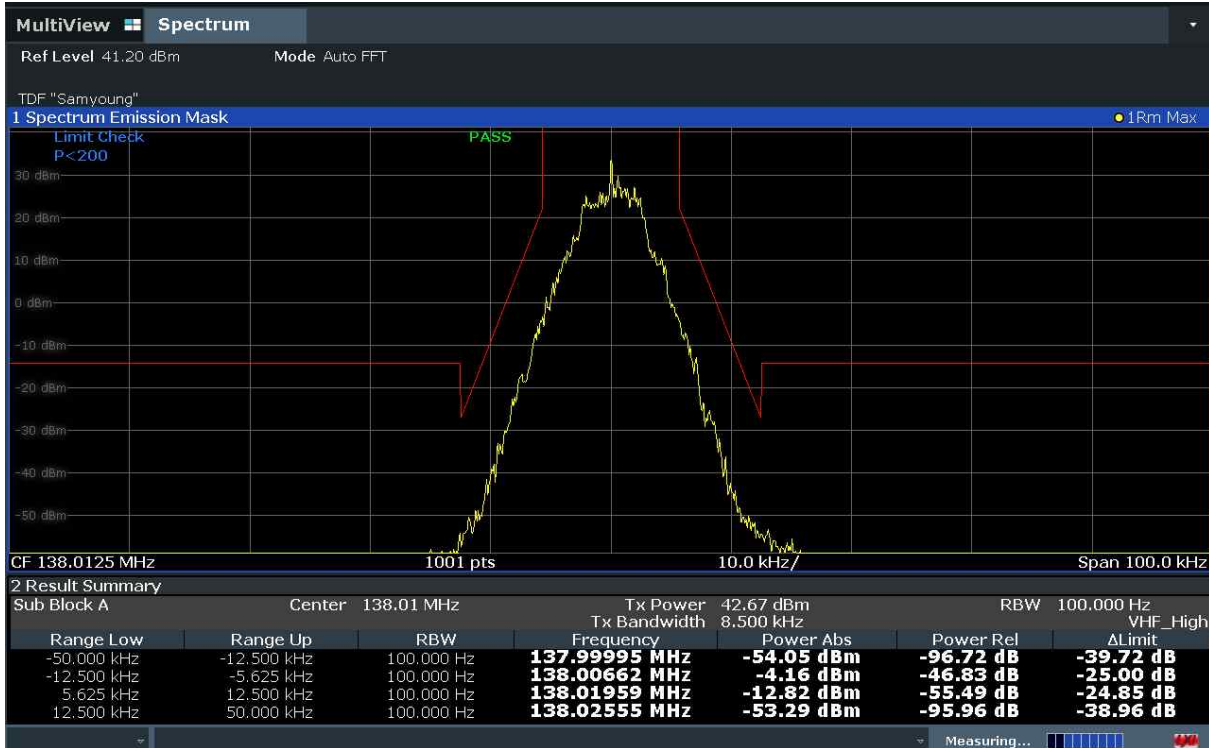 MultiView Spectrum
Ref Level 41.20 dBm Mode Auto FFT
TDF "Samyoung"
1 Spectrum Emission Mask 1Rm Max
Limit Check PASS
P<200
30 dBm
20 dBm
10 dBm
0 dBm
-10 dBm
-20 dBm
-30 dBm
-40 dBm
-50 dBm
CF 138.0125 MHz 1001 pts 10.0 kHz/ Span 100.0 kHz
2 Result Summary
Sub Block A Center 138.01 MHz Tx Power 42.67 dBm RBW 100.000 Hz
Tx Bandwidth 8.500 kHz VHF_High
Range Low Range Up RBW Frequency Power Abs Power Rel ΔLimit
-50.000 kHz -12.500 kHz 100.000 Hz 137.99995 MHz -54.05 dBm -96.72 dB -39.72 dB
-12.500 kHz -5.625 kHz 100.000 Hz 138.00662 MHz -4.16 dBm -46.83 dB -25.00 dB
5.625 kHz 12.500 kHz 100.000 Hz 138.01959 MHz -12.82 dBm -55.49 dB -24.85 dB
12.500 kHz 50.000 kHz 100.000 Hz 138.02555 MHz -53.29 dBm -95.96 dB -38.96 dB
Measuring...